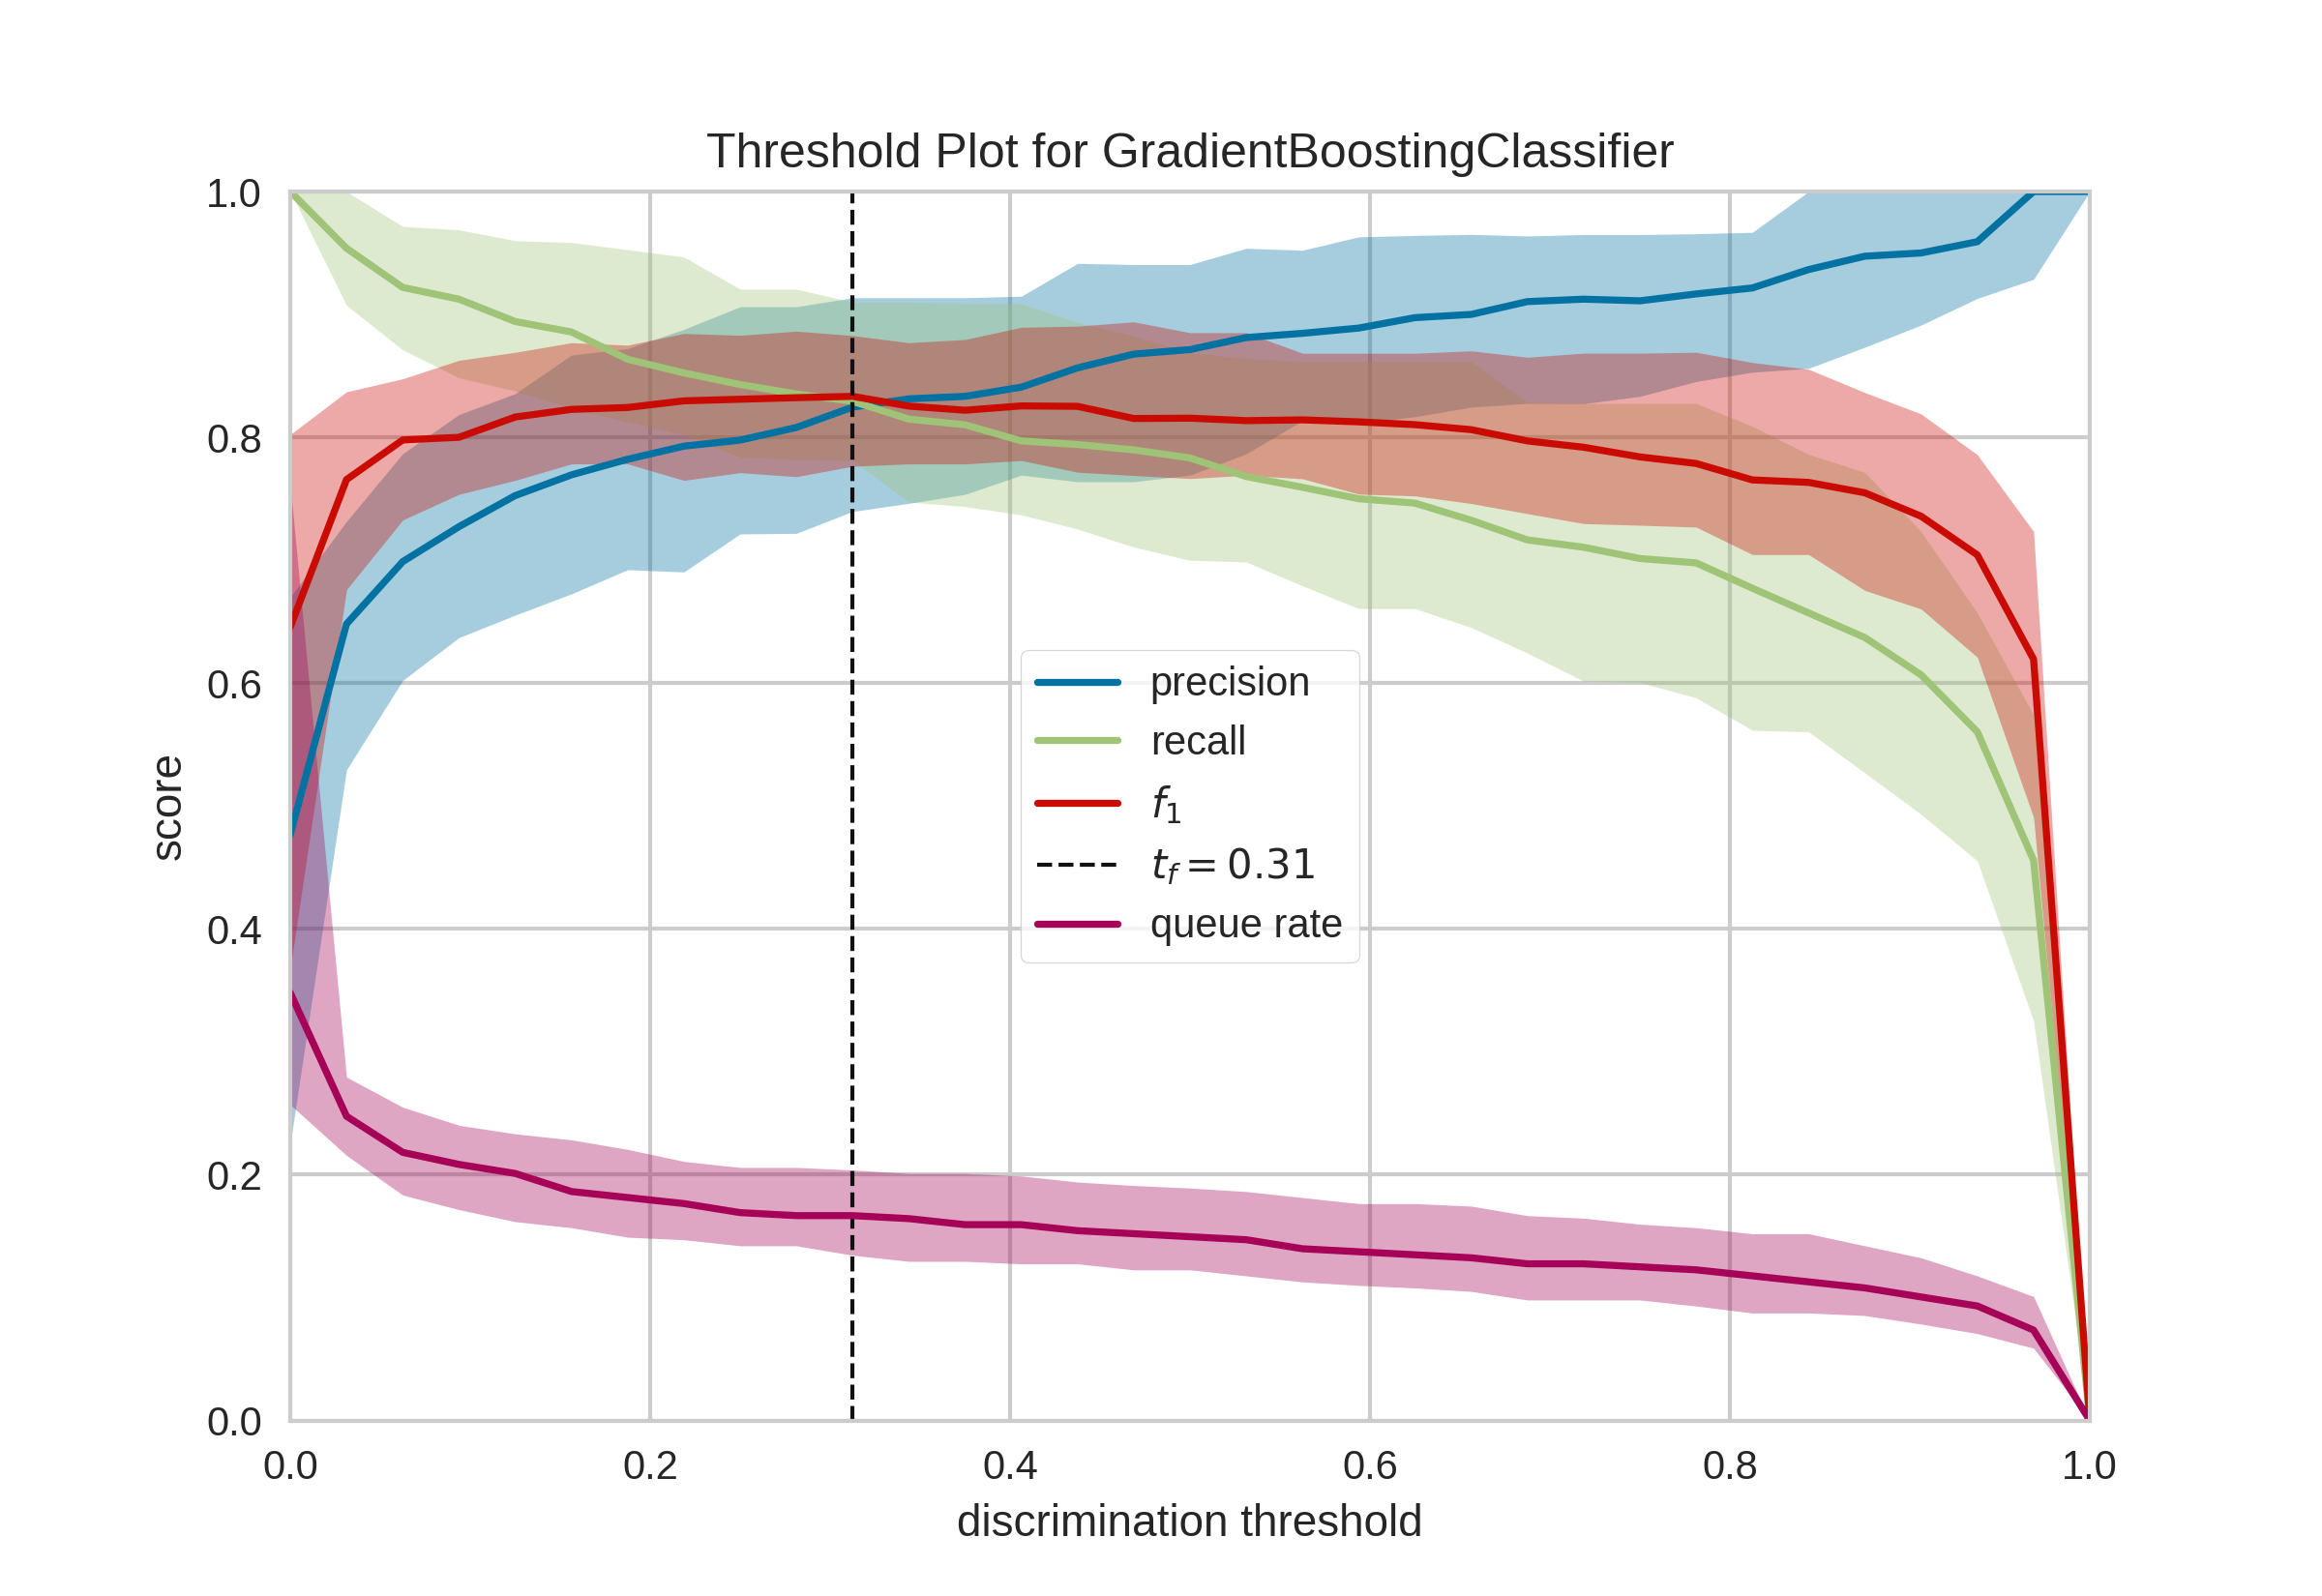 Threshold Plot for GradientBoostingClassifier
1.0
0.8
0.6
0.4
0.2
0.0
score
precision
recall
f₁
t_f = 0.31
queue rate
0.0 0.2 0.4 0.6 0.8 1.0
discrimination threshold